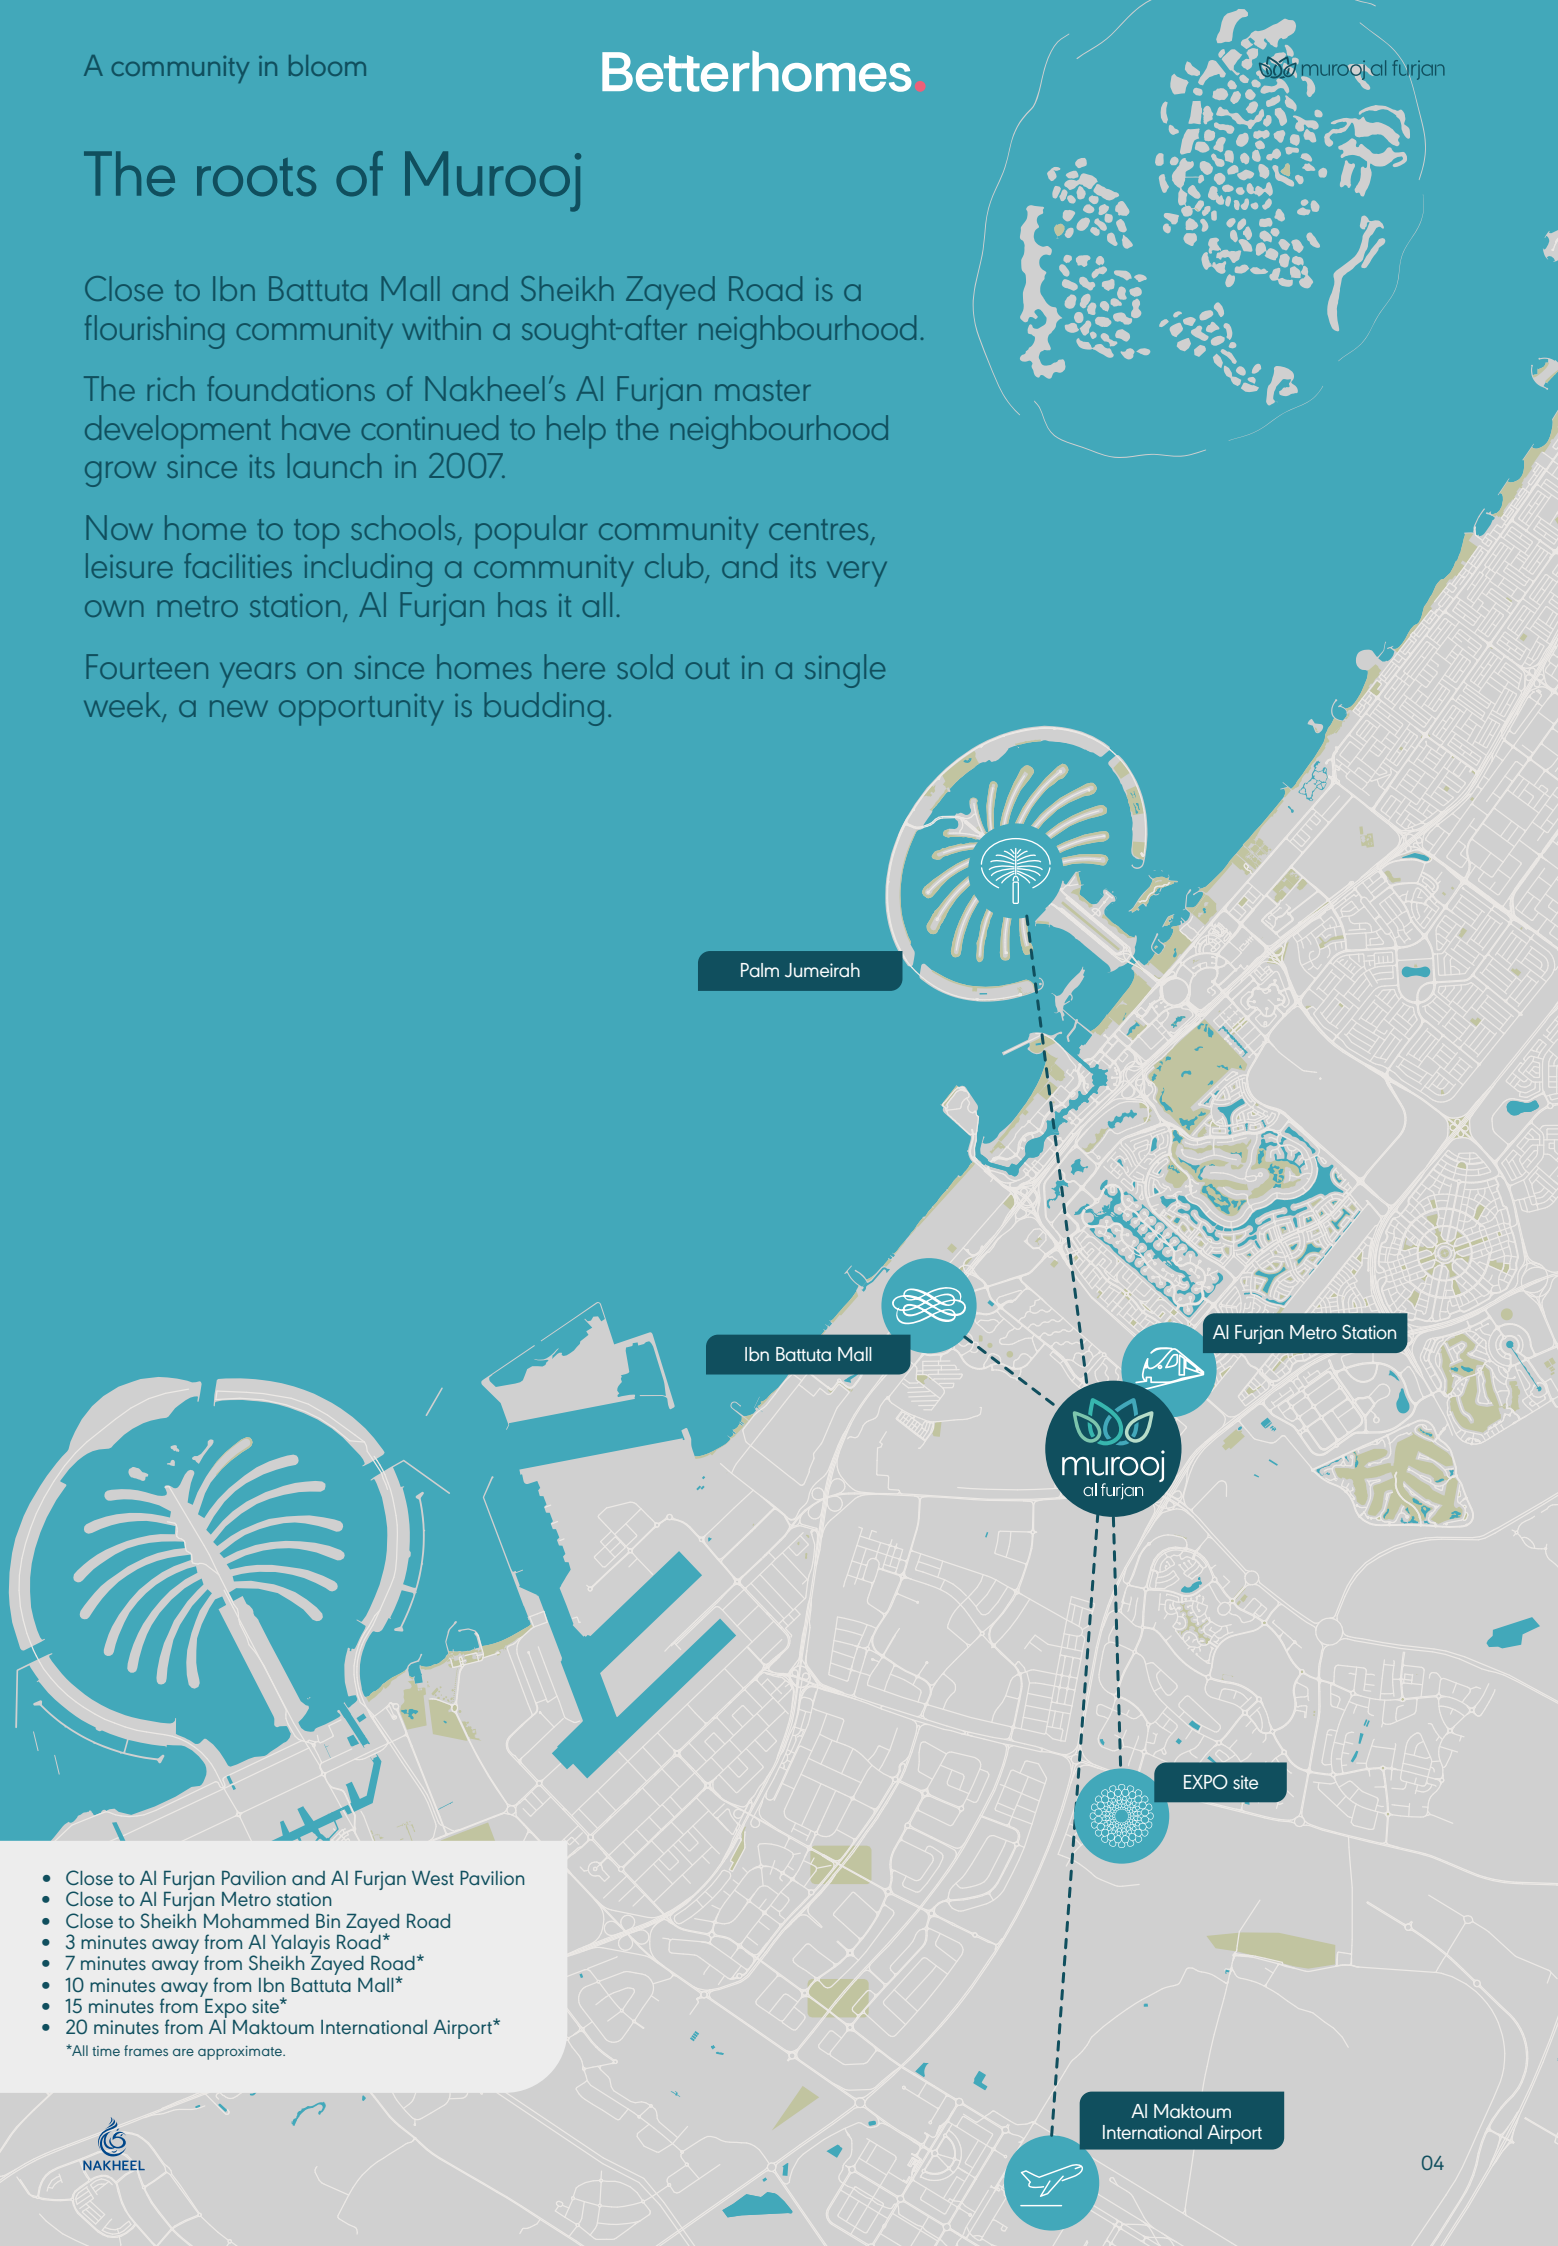 A community in bloom
Betterhomes.
murooj al furjan
The roots of Murooj
Close to Ibn Battuta Mall and Sheikh Zayed Road is a
flourishing community within a sought-after neighbourhood.
The rich foundations of Nakheel’s Al Furjan master
development have continued to help the neighbourhood
grow since its launch in 2007.
Now home to top schools, popular community centres,
leisure facilities including a community club, and its very
own metro station, Al Furjan has it all.
Fourteen years on since homes here sold out in a single
week, a new opportunity is budding.
Palm Jumeirah
Al Furjan Metro Station
Ibn Battuta Mall
murooj
al furjan
EXPO site
• Close to Al Furjan Pavilion and Al Furjan West Pavilion
• Close to Al Furjan Metro station
• Close to Sheikh Mohammed Bin Zayed Road
• 3 minutes away from Al Yalayis Road*
• 7 minutes away from Sheikh Zayed Road*
• 10 minutes away from Ibn Battuta Mall*
• 15 minutes from Expo site*
• 20 minutes from Al Maktoum International Airport*
*All time frames are approximate.
Al Maktoum
International Airport
NAKHEEL
04